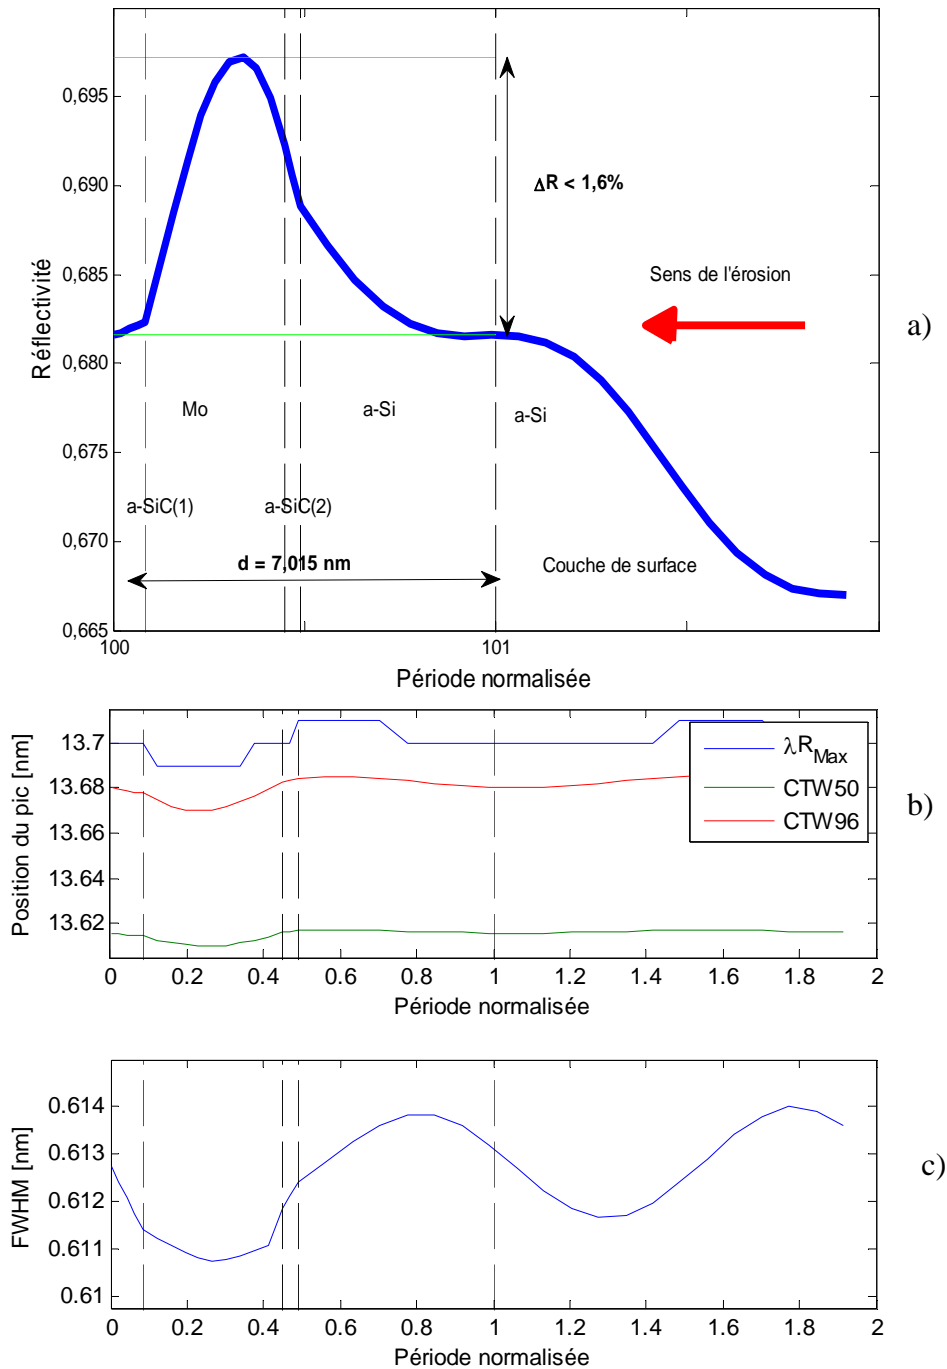 0,695
0,690
0,685
0,680
0,675
0,670
0,665
Réflectivité
ΔR < 1,6%
Sens de l'érosion
a)
Mo
a-Si
a-Si
a-SiC(1)
a-SiC(2)
d = 7,015 nm
Couche de surface
100
101
Période normalisée
13.7
13.68
13.66
13.64
13.62
Position du pic [nm]
λR_Max
CTW50
CTW96
b)
0 0.2 0.4 0.6 0.8 1 1.2 1.4 1.6 1.8 2
Période normalisée
0.614
0.613
0.612
0.611
0.61
FWHM [nm]
c)
0 0.2 0.4 0.6 0.8 1 1.2 1.4 1.6 1.8 2
Période normalisée